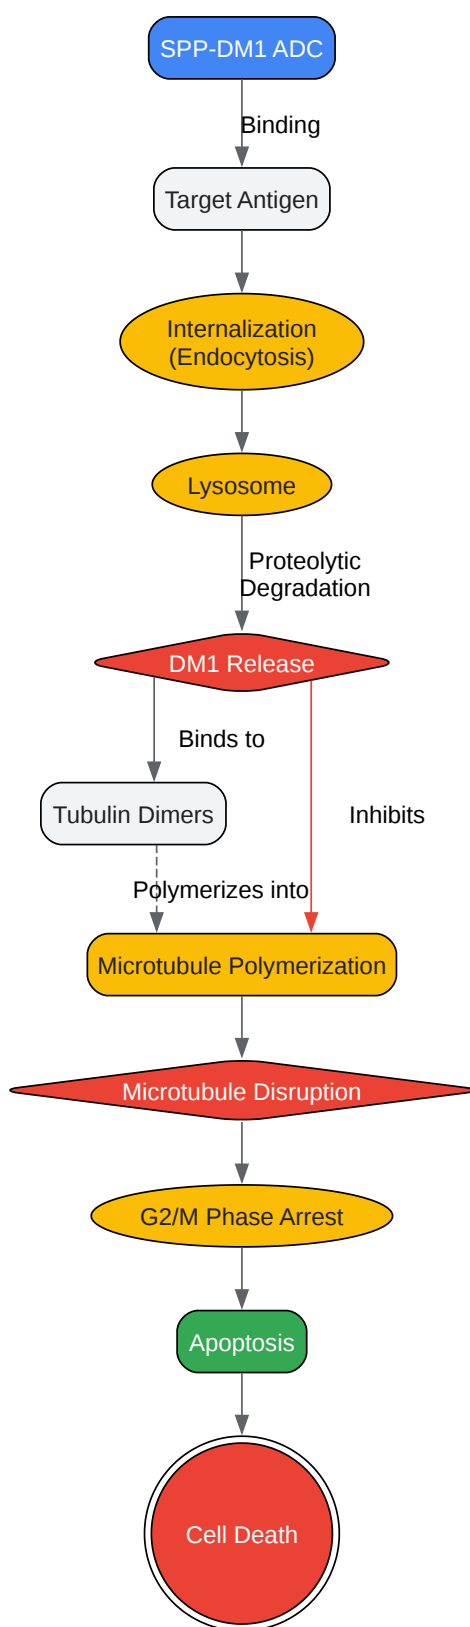 SPP-DM1 ADC
Binding
Target Antigen
Internalization
(Endocytosis)
Lysosome
Proteolytic
Degradation
DM1 Release
Binds to
Tubulin Dimers
Inhibits
Polymerizes into
Microtubule Polymerization
Microtubule Disruption
G2/M Phase Arrest
Apoptosis
Cell Death